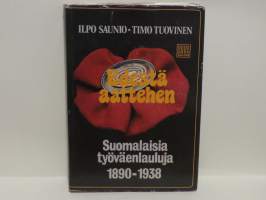 ILPO SAUNIO · TIMO TUOVINEN
Edestä
aattehen
Suomalaisia
työväenlauluja
1890-1938